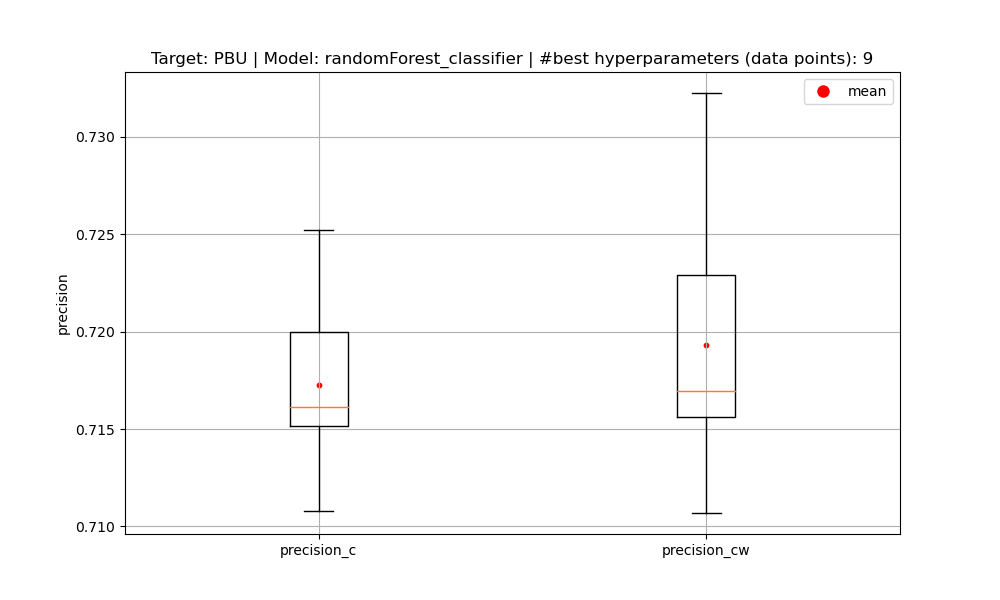 Target: PBU | Model: randomForest_classifier | #best hyperparameters (data points): 9
mean
0.730
0.725
0.720
0.715
0.710
precision
precision_c
precision_cw